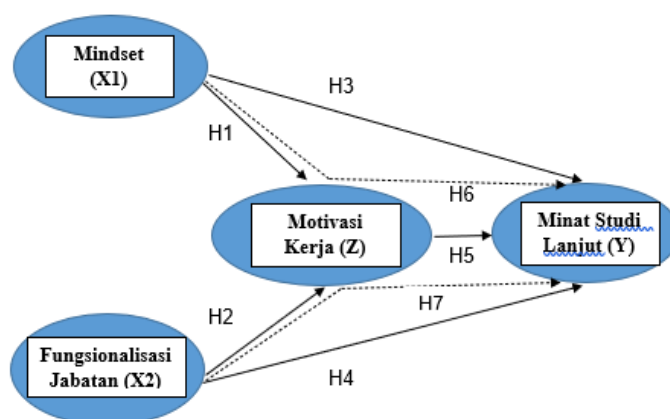 Mindset
(X1)
H3
H1
Motivasi
Kerja (Z)
H6
H5
Minat Studi
Lanjut (Y)
H2
H7
Fungsionalisasi
Jabatan (X2)
H4